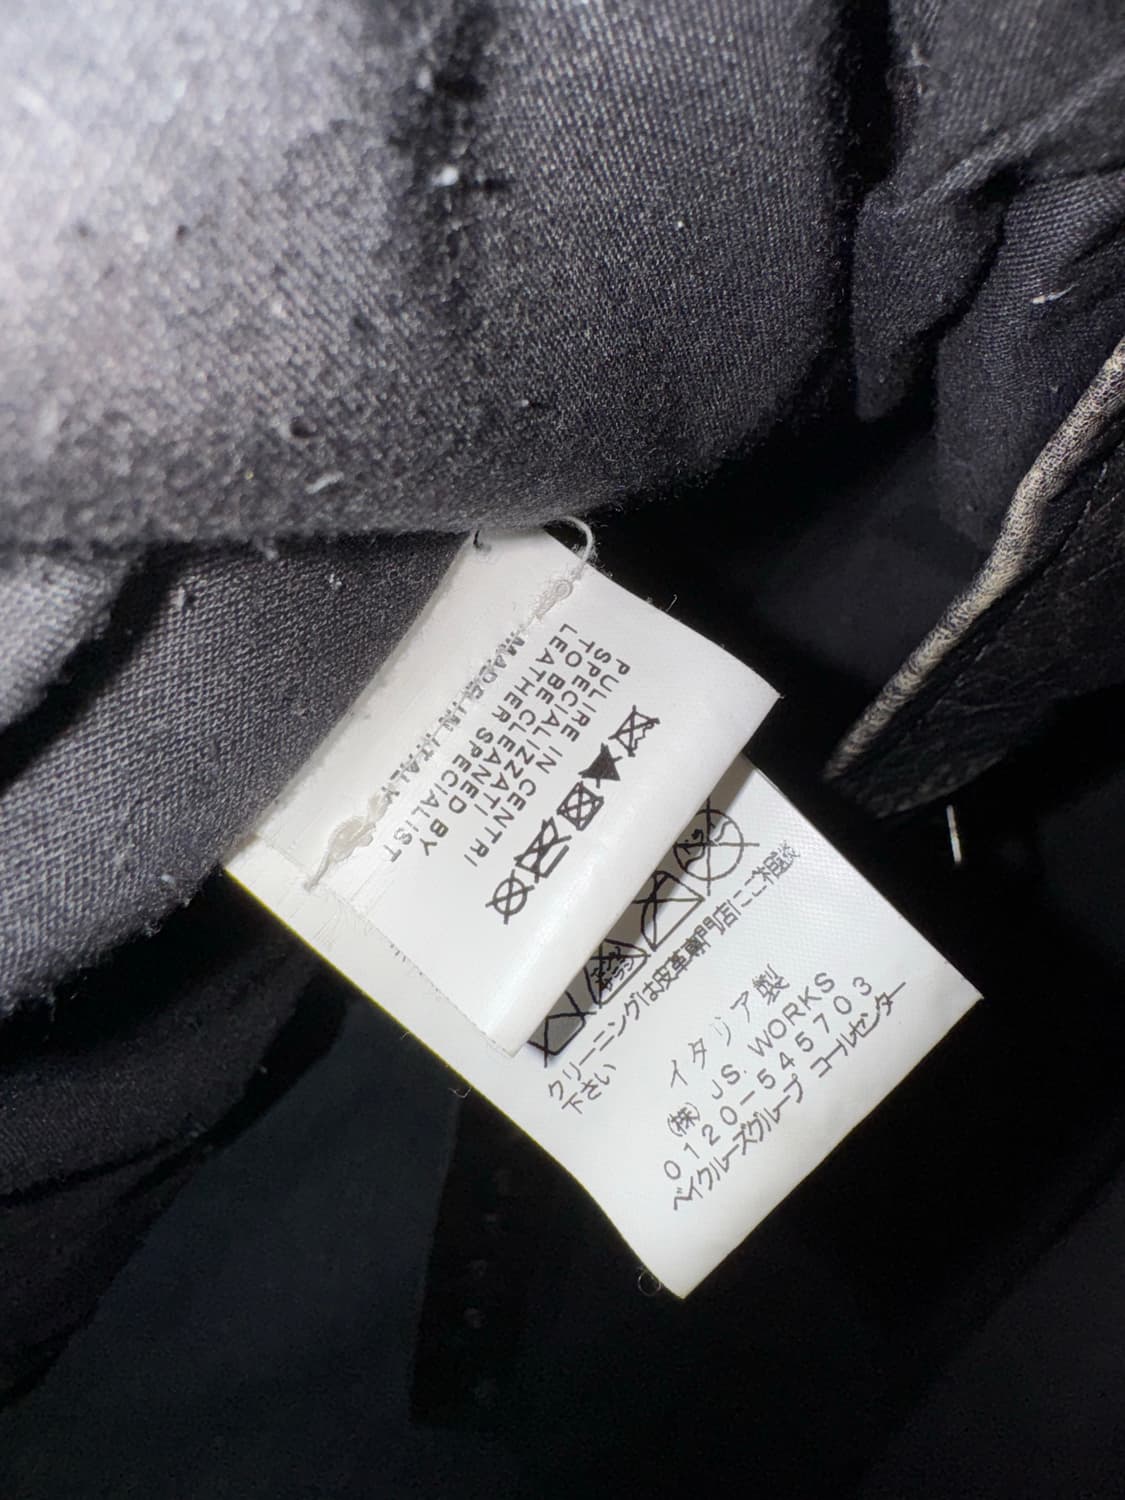 PULIRE IN CENTRI
SPECIALIZZATI
TO BE CLEANED BY
LEATHER SPECIALIST
MADE IN ITALY
クリーニングは皮革専門店にご相談
下さい
イタリア製
(株) JS. WORKS
0120-545703
ベイクルーズグループ コールセンター